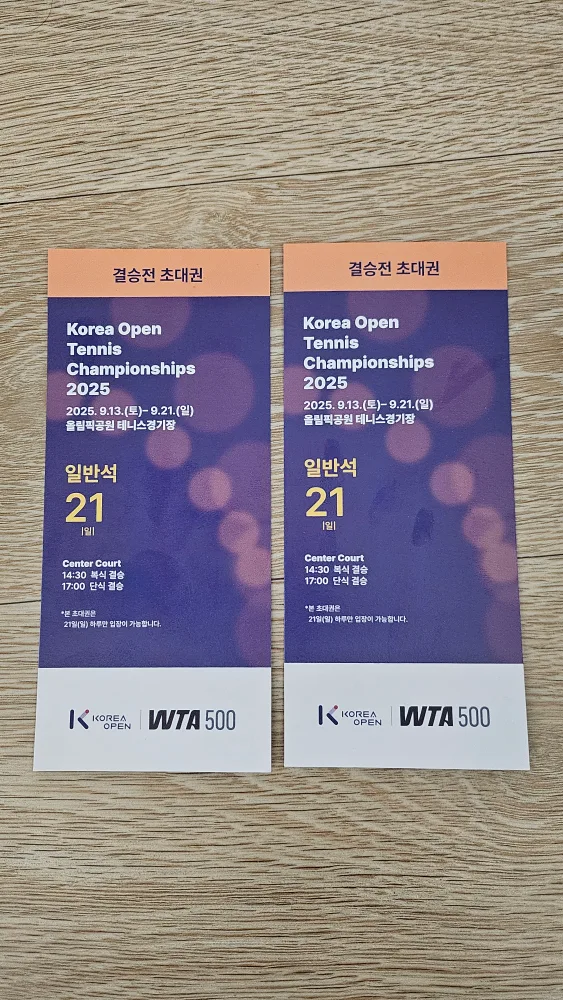 결승전 초대권
Korea Open
Tennis
Championships
2025
2025. 9.13.(토)– 9.21.(일)
올림픽공원 테니스경기장
일반석
21
|일|
Center Court
14:30 복식 결승
17:00 단식 결승
*본 초대권은
21일(일) 하루만 입장이 가능합니다.
KOREA
OPEN
WTA 500
결승전 초대권
Korea Open
Tennis
Championships
2025
2025. 9.13.(토)– 9.21.(일)
올림픽공원 테니스경기장
일반석
21
|일|
Center Court
14:30 복식 결승
17:00 단식 결승
*본 초대권은
21일(일) 하루만 입장이 가능합니다.
KOREA
OPEN
WTA 500